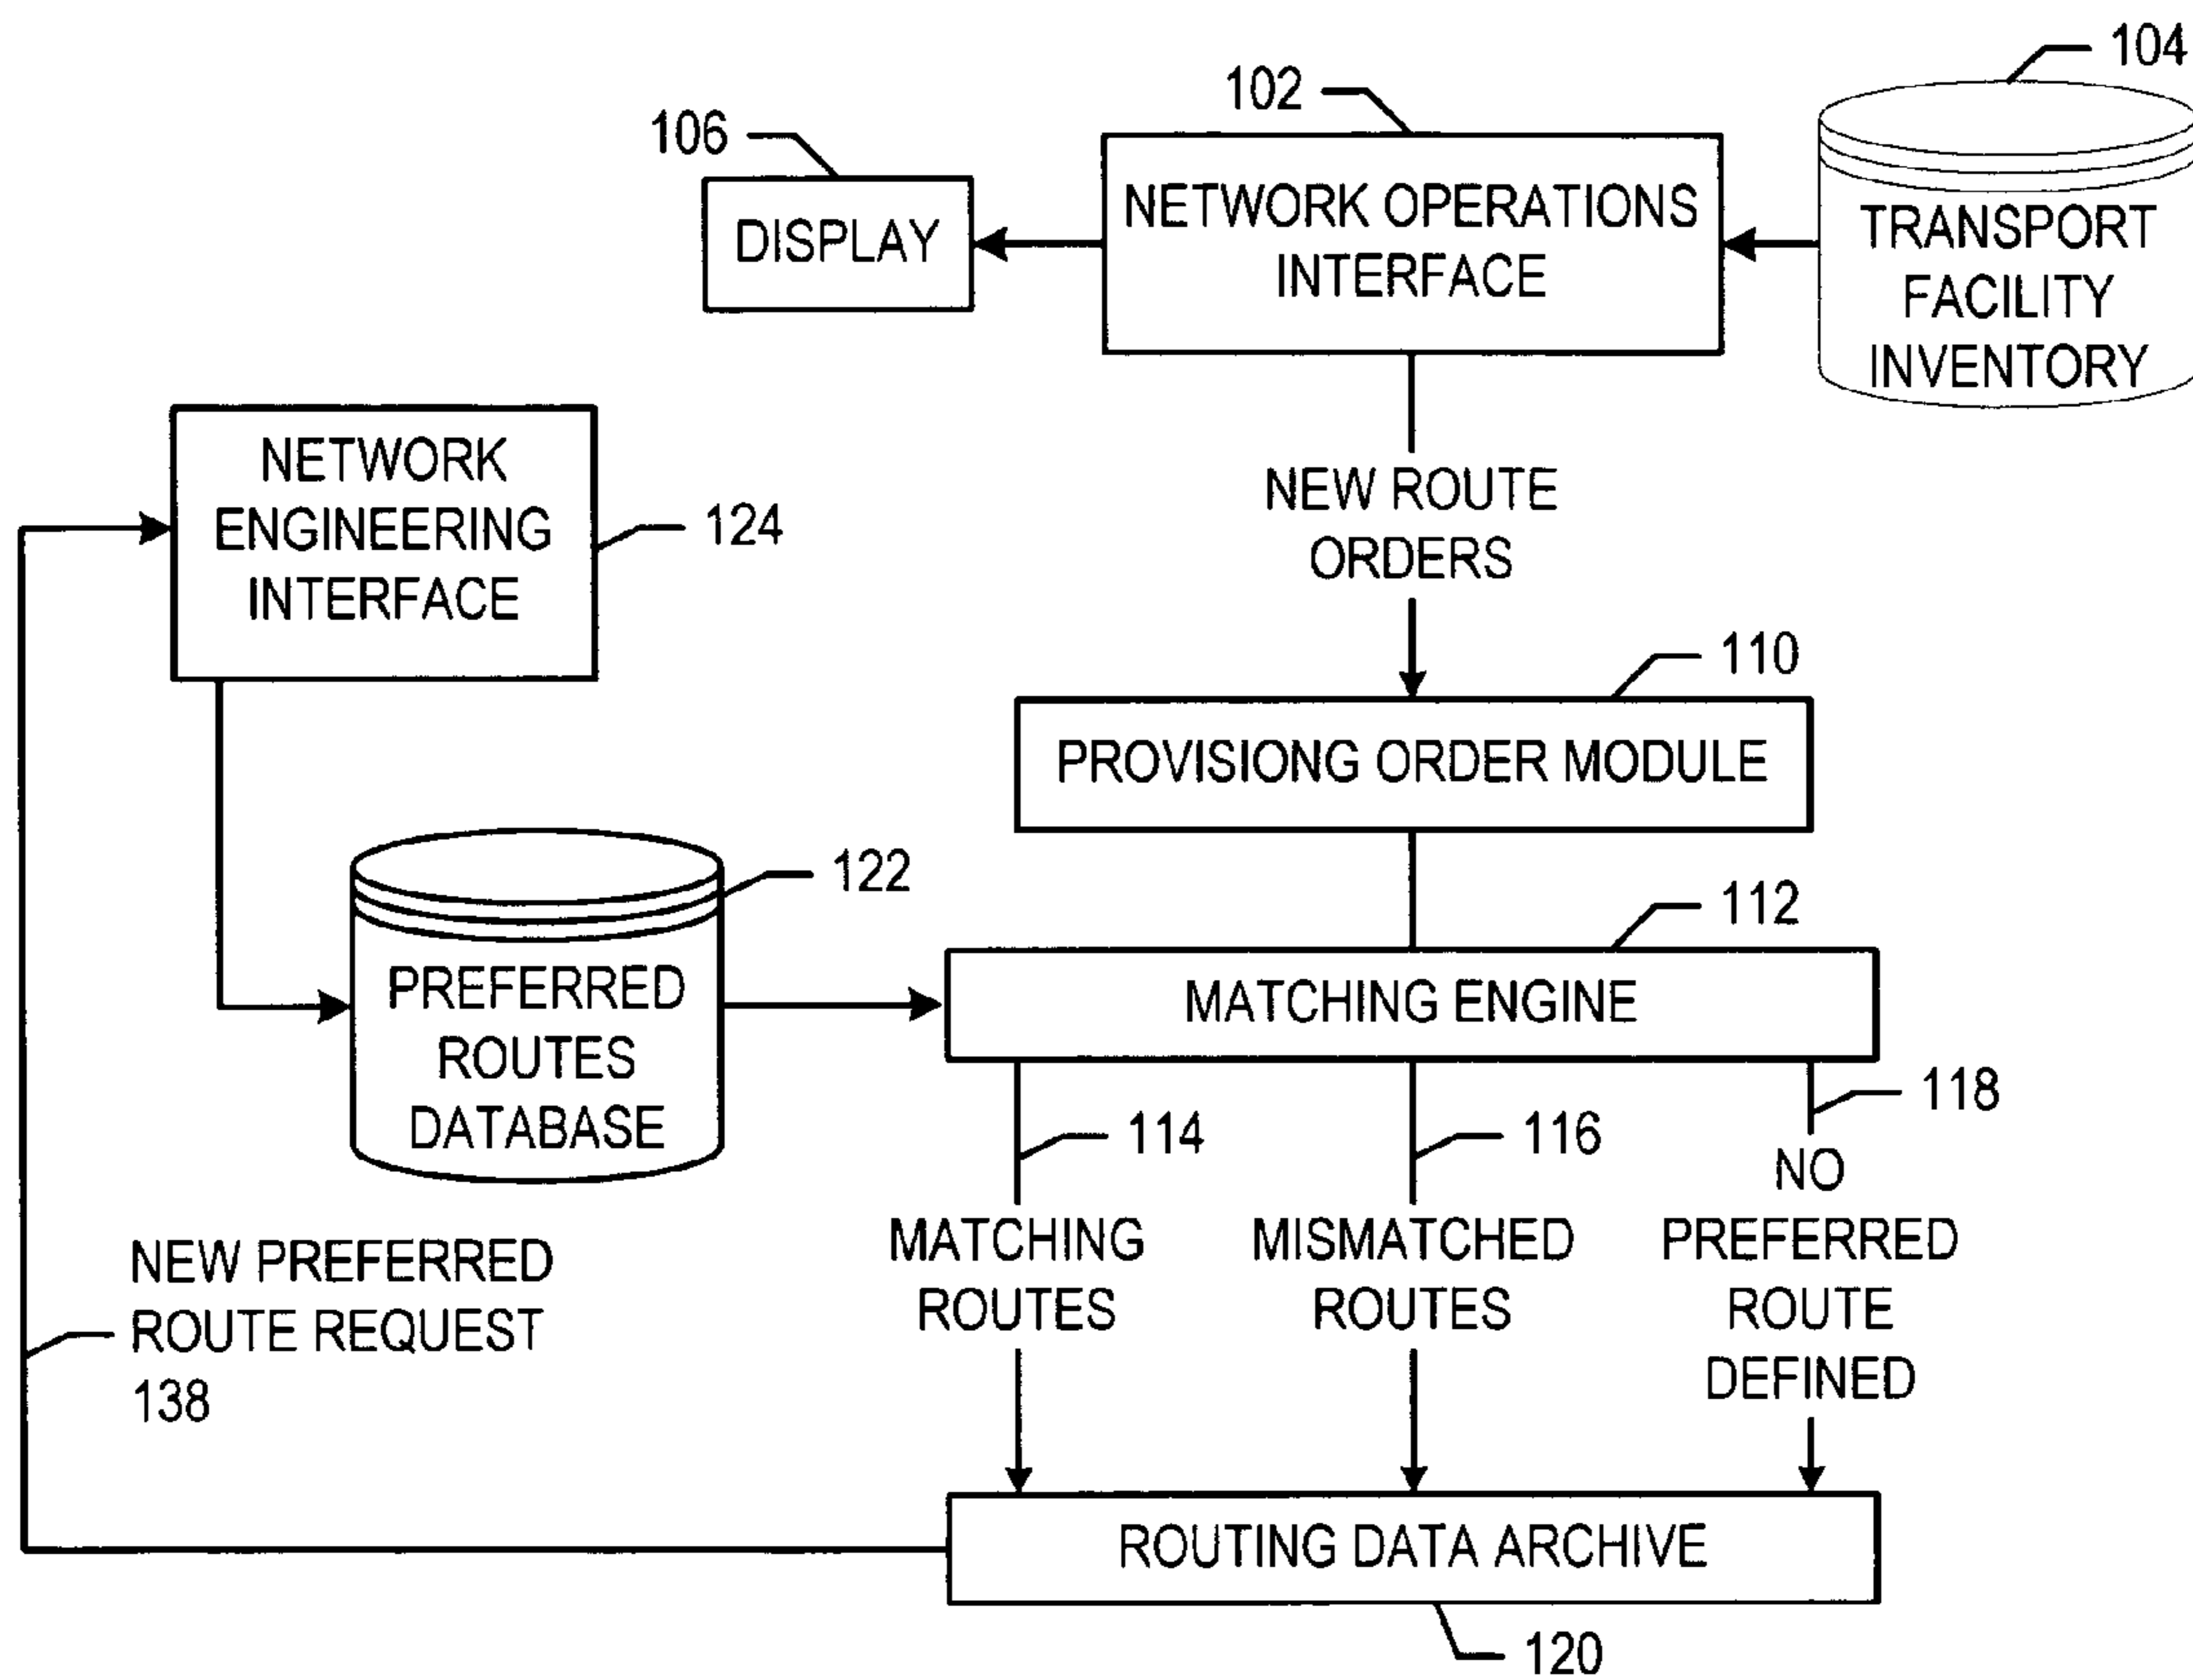 104
102
106
NETWORK OPERATIONS
INTERFACE
DISPLAY
TRANSPORT
FACILITY
INVENTORY
NETWORK
ENGINEERING
INTERFACE
124
NEW ROUTE
ORDERS
110
PROVISIONG ORDER MODULE
122
112
PREFERRED
ROUTES
DATABASE
MATCHING ENGINE
118
114
116
NO
PREFERRED
ROUTE
DEFINED
MATCHING
ROUTES
MISMATCHED
ROUTES
NEW PREFERRED
ROUTE REQUEST
138
ROUTING DATA ARCHIVE
120